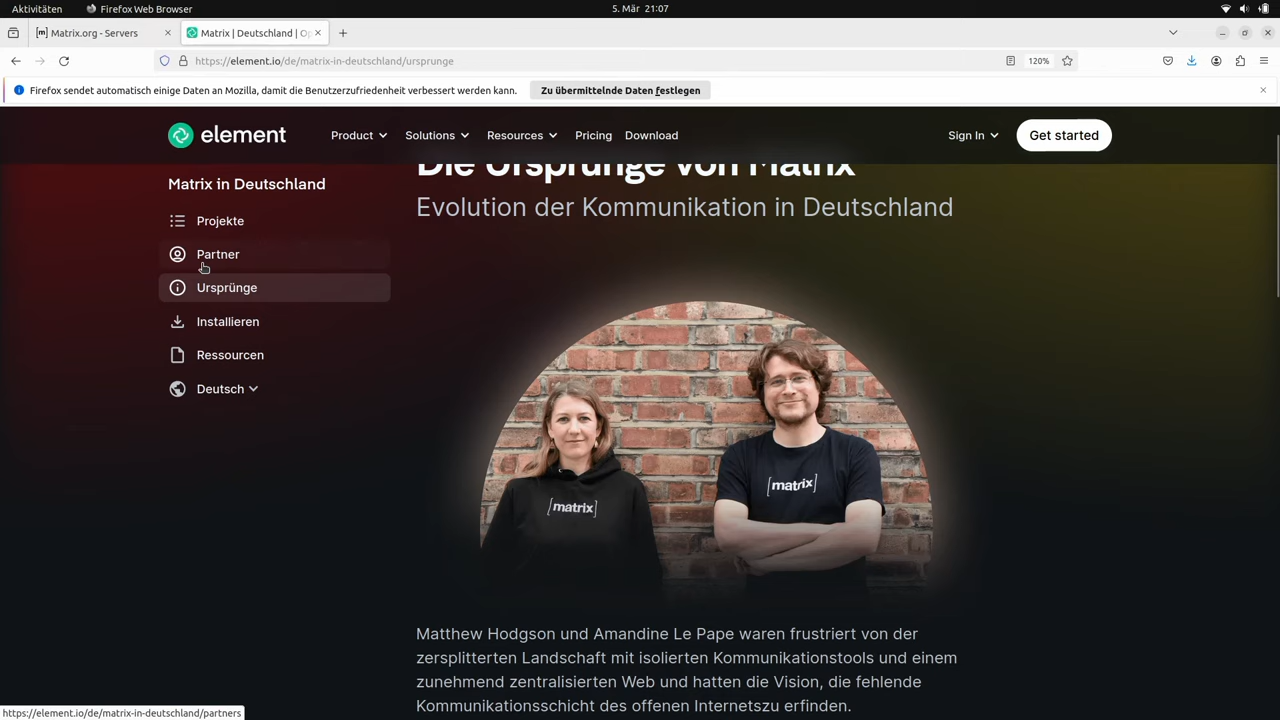 Aktivitäten
Firefox Web Browser
5. Mär 21:07
[m] Matrix.org - Servers
Matrix | Deutschland | Op
https://element.io/de/matrix-in-deutschland/ursprunge
120%
Firefox sendet automatisch einige Daten an Mozilla, damit die Benutzerzufriedenheit verbessert werden kann.
Zu übermittelnde Daten festlegen
element
Product
Solutions
Resources
Pricing
Download
Sign In
Get started
Matrix in Deutschland
Projekte
Partner
Ursprünge
Installieren
Ressourcen
Deutsch
Die Ursprünge von Matrix
Evolution der Kommunikation in Deutschland
[matrix]
[matrix]
Matthew Hodgson und Amandine Le Pape waren frustriert von der
zersplitterten Landschaft mit isolierten Kommunikationstools und einem
zunehmend zentralisierten Web und hatten die Vision, die fehlende
Kommunikationsschicht des offenen Internetszu erfinden.
https://element.io/de/matrix-in-deutschland/partners